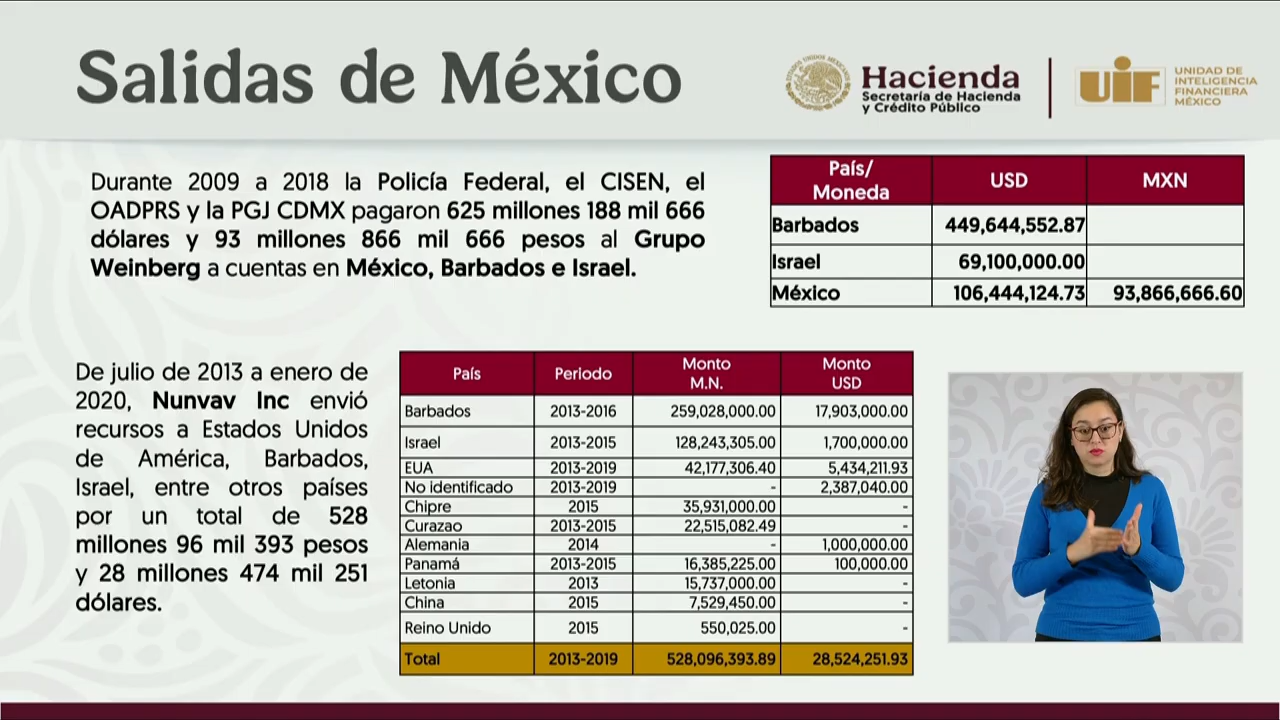 Salidas de México
Hacienda
Secretaría de Hacienda
y Crédito Público
UIF
UNIDAD DE
INTELIGENCIA
FINANCIERA
MÉXICO
Durante 2009 a 2018 la Policía Federal, el CISEN, el
OADPRS y la PGJ CDMX pagaron 625 millones 188 mil 666
dólares y 93 millones 866 mil 666 pesos al Grupo
Weinberg a cuentas en México, Barbados e Israel.
País/
Moneda
USD
MXN
Barbados 449,644,552.87
Israel 69,100,000.00
México 106,444,124.73 93,866,666.60
De julio de 2013 a enero de
2020, Nunvav Inc envió
recursos a Estados Unidos
de América, Barbados,
Israel, entre otros países
por un total de 528
millones 96 mil 393 pesos
y 28 millones 474 mil 251
dólares.
País
Periodo
Monto
M.N.
Monto
USD
Barbados 2013-2016 259,028,000.00 17,903,000.00
Israel 2013-2015 128,243,305.00 1,700,000.00
EUA 2013-2019 42,177,306.40 5,434,211.93
No identificado 2013-2019 - 2,387,040.00
Chipre 2015 35,931,000.00 -
Curazao 2013-2015 22,515,082.49 -
Alemania 2014 - 1,000,000.00
Panamá 2013-2015 16,385,225.00 100,000.00
Letonia 2013 15,737,000.00 -
China 2015 7,529,450.00 -
Reino Unido 2015 550,025.00 -
Total 2013-2019 528,096,393.89 28,524,251.93